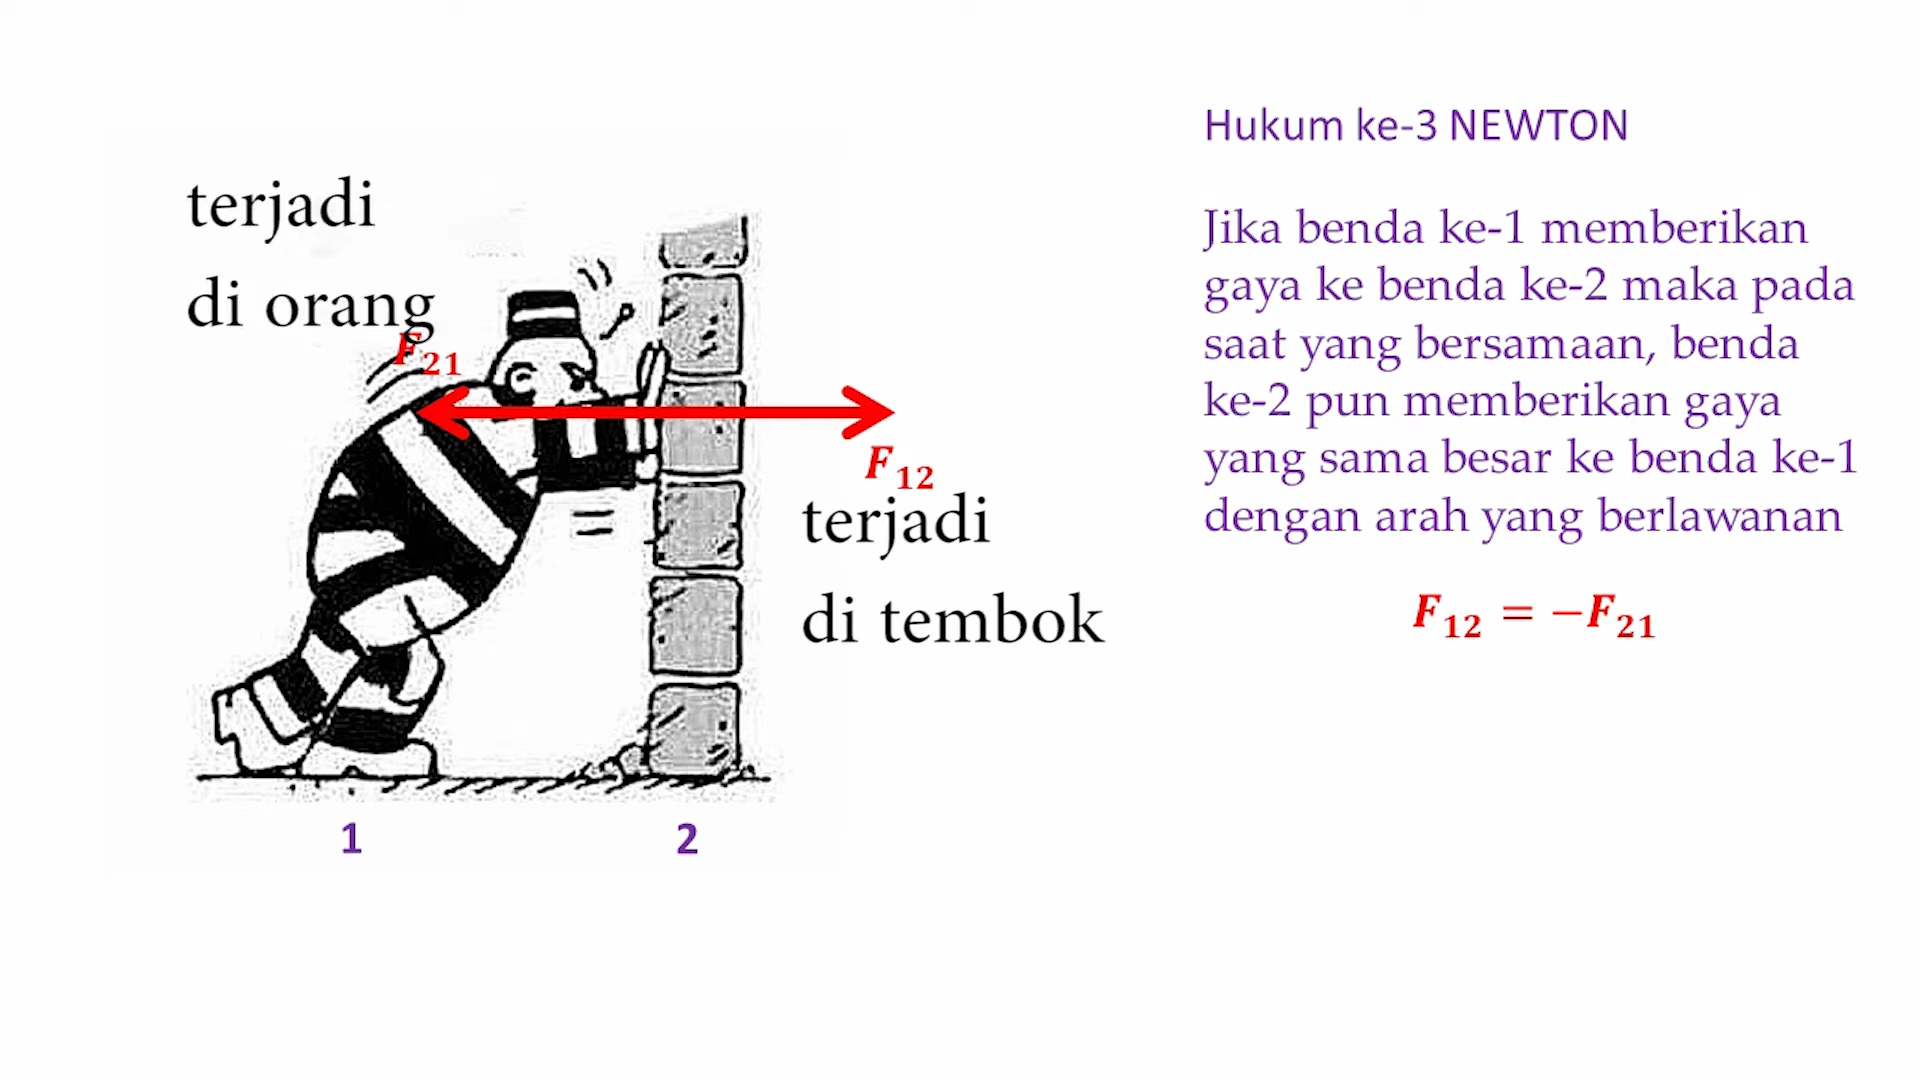 terjadi
di orang
F21
F12
terjadi
di tembok
1
2
Hukum ke-3 NEWTON
Jika benda ke-1 memberikan
gaya ke benda ke-2 maka pada
saat yang bersamaan, benda
ke-2 pun memberikan gaya
yang sama besar ke benda ke-1
dengan arah yang berlawanan
F12 = −F21